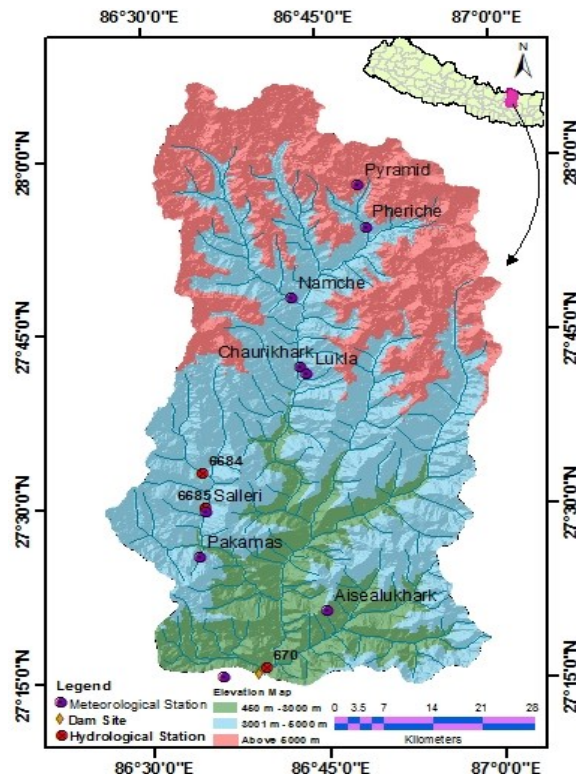 86°30'0"E 86°45'0"E 87°0'0"E
N
28°0'0"N 28°0'0"N
Pyramid
Pheriche
Namche
27°45'0"N 27°45'0"N
Chaurikhark Lukla
6684
6685 Salleri
27°30'0"N 27°30'0"N
Pakarnas
Aisealukhark
670
27°15'0"N 27°15'0"N
Legend
Meteorological Station
Dam Site
Hydrological Station
Elevation Map
450 m -3000 m
3001 m - 5000 m
Above 5000 m
0 3.5 7 14 21 28
Kilometers
86°30'0"E 86°45'0"E 87°0'0"E